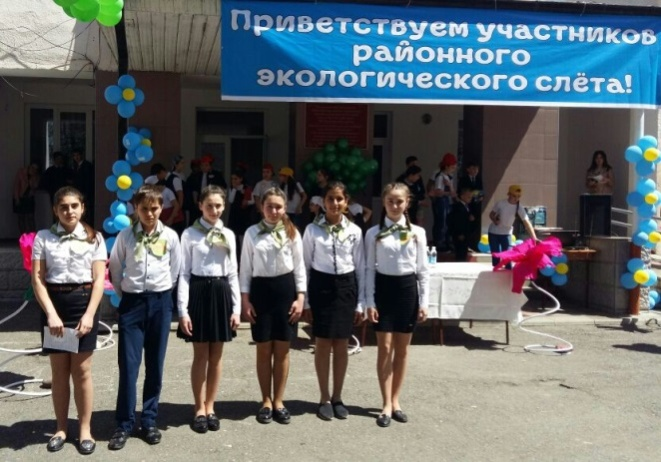 Приветствуем участников
районного
экологического слёта!